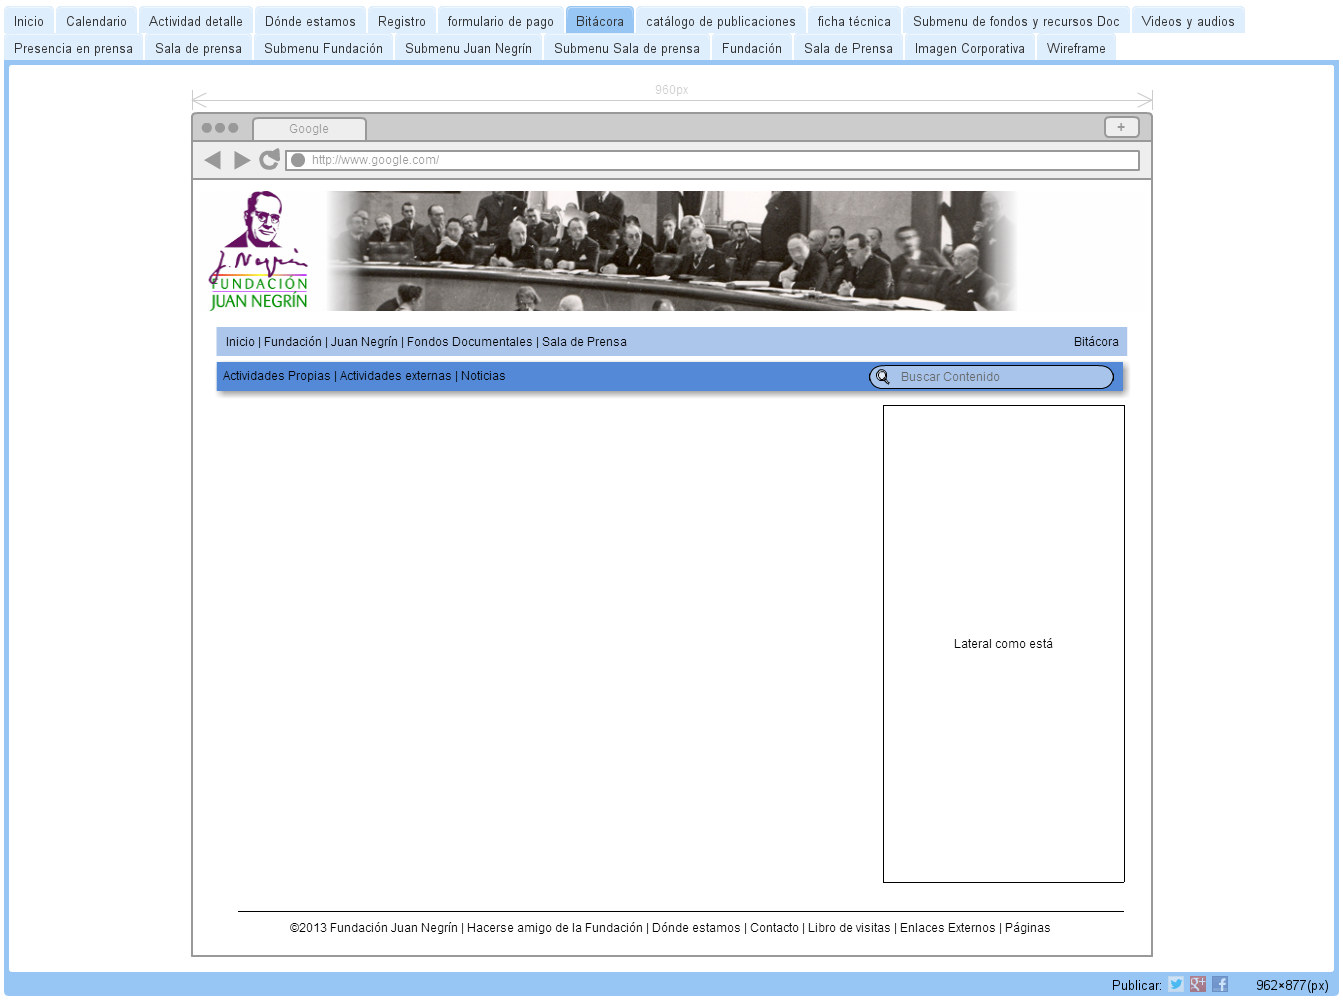 Inicio Calendario Actividad detalle Dónde estamos Registro formulario de pago Bitácora catálogo de publicaciones ficha técnica Submenu de fondos y recursos Doc Videos y audios
Presencia en prensa Sala de prensa Submenu Fundación Submenu Juan Negrín Submenu Sala de prensa Fundación Sala de Prensa Imagen Corporativa Wireframe
960px
Google +
http://www.google.com/
J. Negrín
FUNDACIÓN
JUAN NEGRÍN
Inicio | Fundación | Juan Negrín | Fondos Documentales | Sala de Prensa Bitácora
Actividades Propias | Actividades externas | Noticias Buscar Contenido
Lateral como está
©2013 Fundación Juan Negrín | Hacerse amigo de la Fundación | Dónde estamos | Contacto | Libro de visitas | Enlaces Externos | Páginas
Publicar: g+ f 962×877(px)